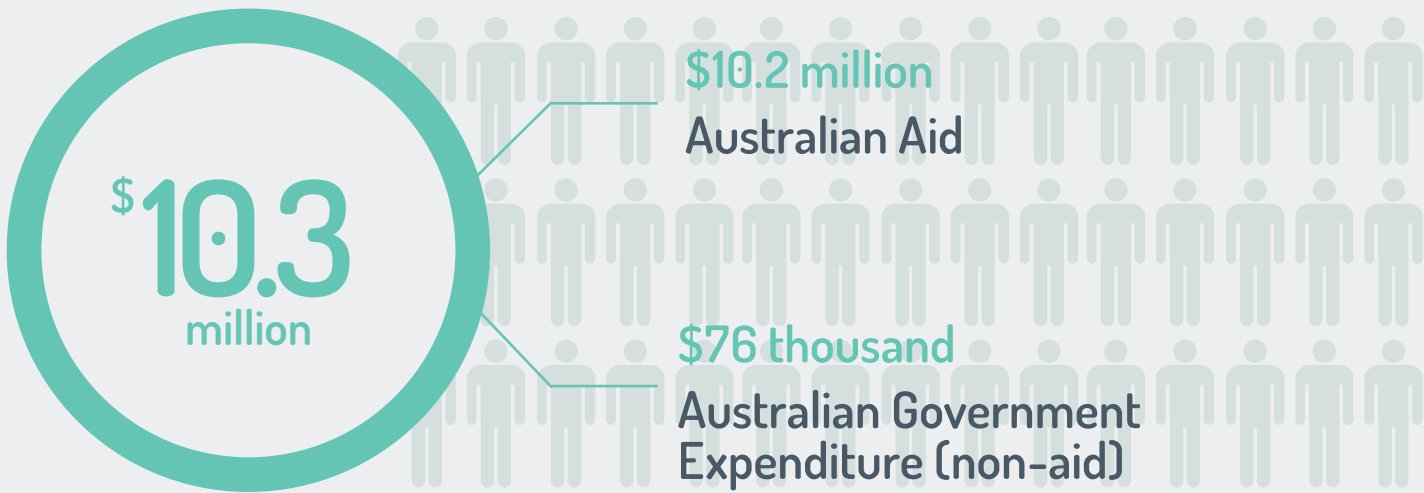 $10.3
million
$10.2 million
Australian Aid
$76 thousand
Australian Government
Expenditure (non-aid)